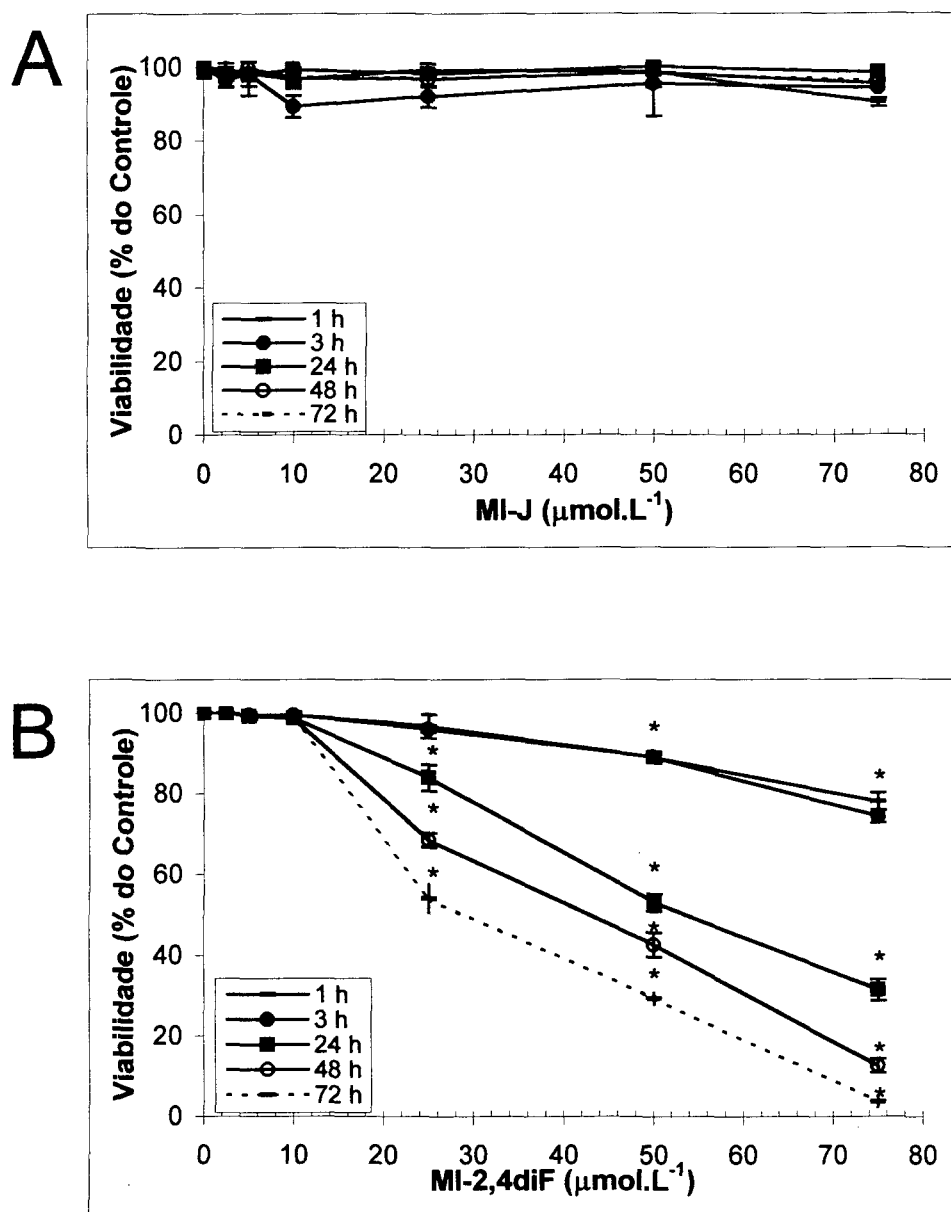 A
Viabilidade (% do Controle)
100
80
60
40
20
0
1 h
3 h
24 h
48 h
72 h
0 10 20 30 40 50 60 70 80
MI-J (μmol.L⁻¹)
B
Viabilidade (% do Controle)
100
80
60
40
20
0
* * * * * * * * * * *
1 h
3 h
24 h
48 h
72 h
0 10 20 30 40 50 60 70 80
MI-2,4diF (μmol.L⁻¹)